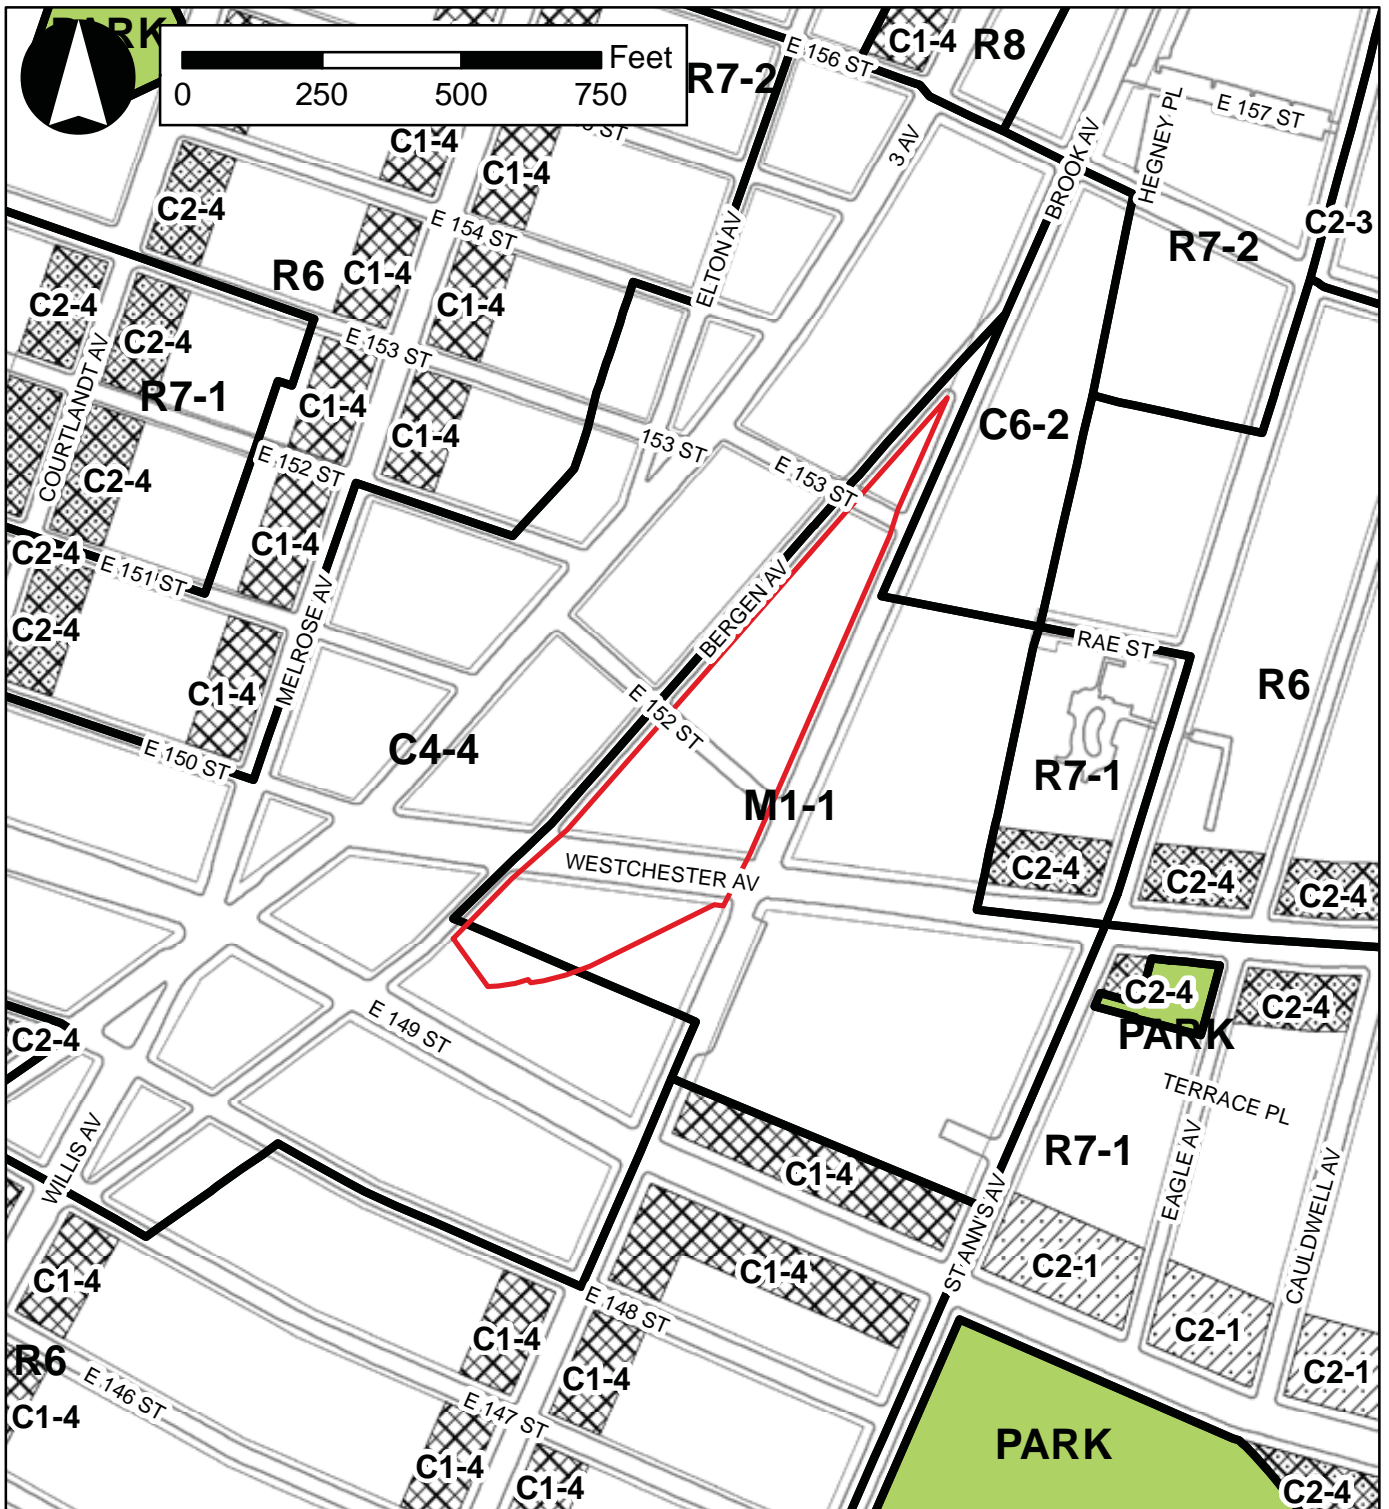 PARK
Feet
0 250 500 750
R7-2
E 156 ST
C1-4
R8
E 157 ST
HEGNEY PL
BROOK AV
3 AV
ST
C1-4
C1-4
C2-4
E 154 ST
ELTON AV
C2-3
R7-2
R6
C1-4
C2-4
C1-4
C2-4
E 153 ST
COURTLANDT AV
R7-1
C1-4
C1-4
C6-2
153 ST
E 153 ST
E 152 ST
C2-4
C1-4
C2-4
E 151 ST
BERGEN AV
MELROSE AV
C2-4
RAE ST
C1-4
R6
E 152 ST
C4-4
E 150 ST
R7-1
M1-1
WESTCHESTER AV
C2-4
C2-4
C2-4
C2-4
C2-4
E 149 ST
C2-4
PARK
TERRACE PL
WILLIS AV
R7-1
C1-4
EAGLE AV
CAULDWELL AV
ST ANN'S AV
C1-4
C1-4
C2-1
E 148 ST
C2-1
C1-4
R6
C1-4
C2-1
E 146 ST
C1-4
E 147 ST
PARK
C1-4
C1-4
C2-4